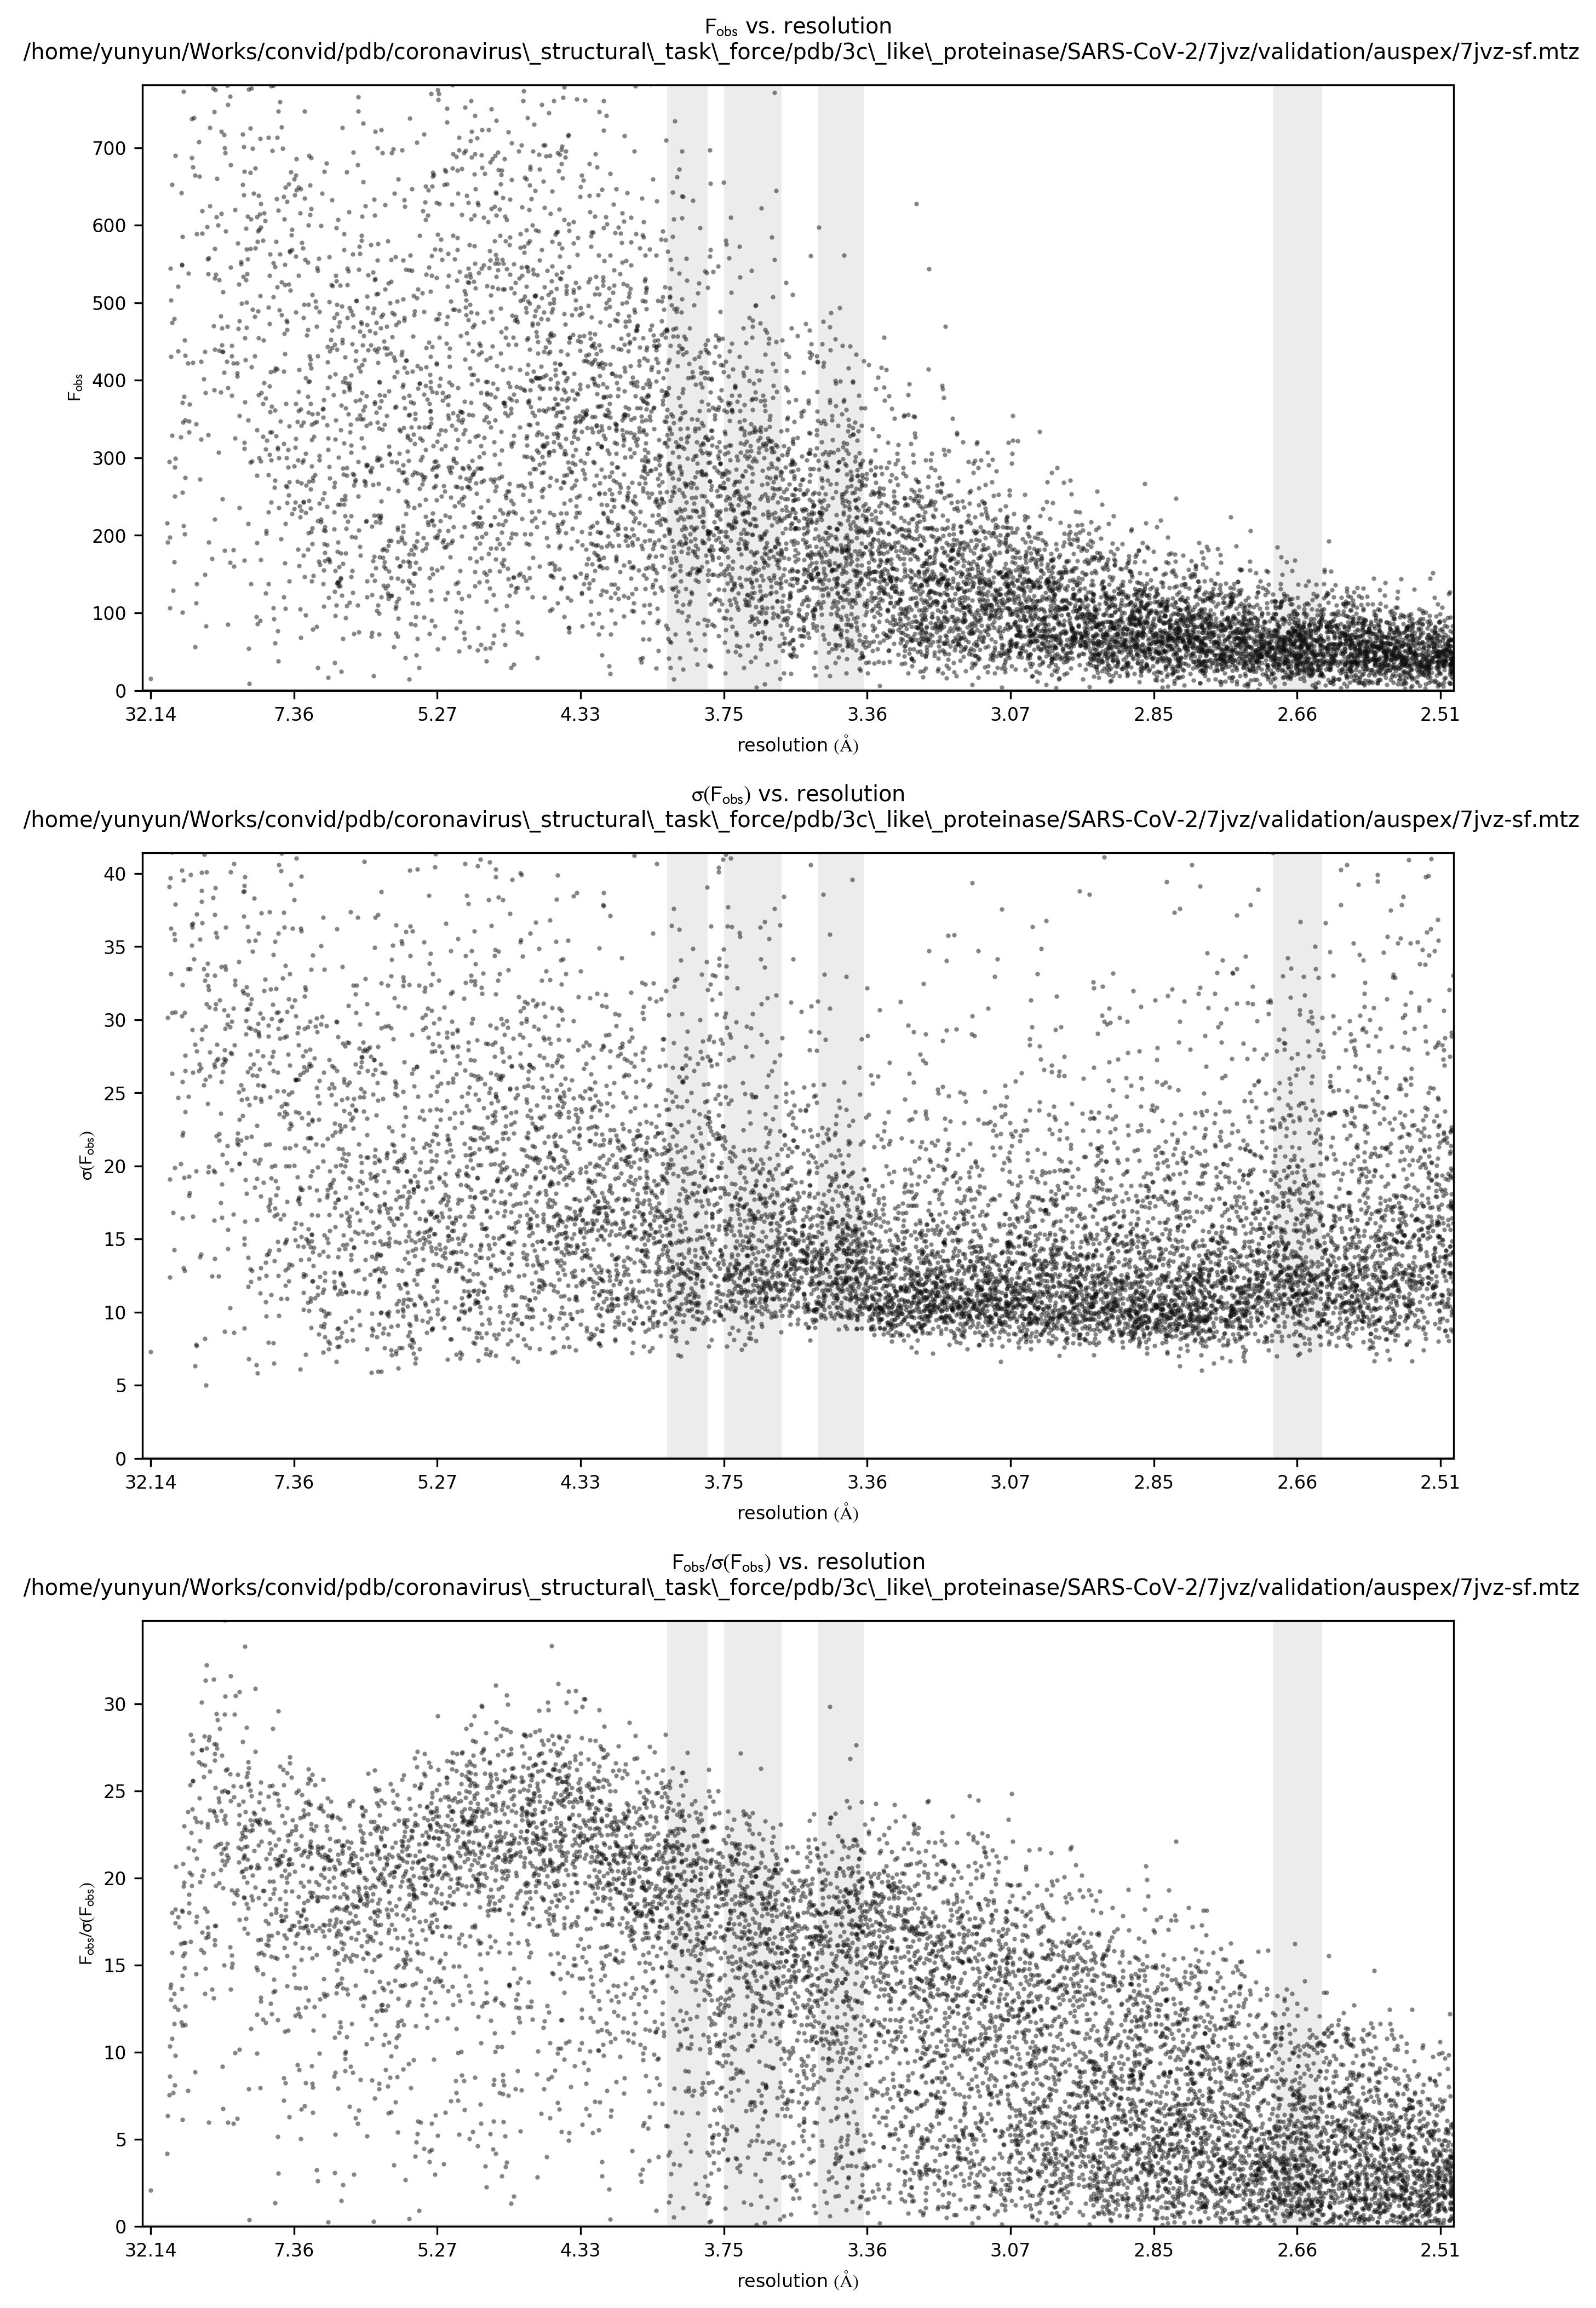 Fobs vs. resolution
/home/yunyun/Works/convid/pdb/coronavirus\_structural\_task\_force/pdb/3c\_like\_proteinase/SARS-CoV-2/7jvz/validation/auspex/7jvz-sf.mtz
700
600
500
400
300
200
100
0
Fobs
32.14 7.36 5.27 4.33 3.75 3.36 3.07 2.85 2.66 2.51
resolution (Å)
σ(Fobs) vs. resolution
/home/yunyun/Works/convid/pdb/coronavirus\_structural\_task\_force/pdb/3c\_like\_proteinase/SARS-CoV-2/7jvz/validation/auspex/7jvz-sf.mtz
40
35
30
25
20
15
10
5
0
σ(Fobs)
32.14 7.36 5.27 4.33 3.75 3.36 3.07 2.85 2.66 2.51
resolution (Å)
Fobs/σ(Fobs) vs. resolution
/home/yunyun/Works/convid/pdb/coronavirus\_structural\_task\_force/pdb/3c\_like\_proteinase/SARS-CoV-2/7jvz/validation/auspex/7jvz-sf.mtz
30
25
20
15
10
5
0
Fobs/σ(Fobs)
32.14 7.36 5.27 4.33 3.75 3.36 3.07 2.85 2.66 2.51
resolution (Å)